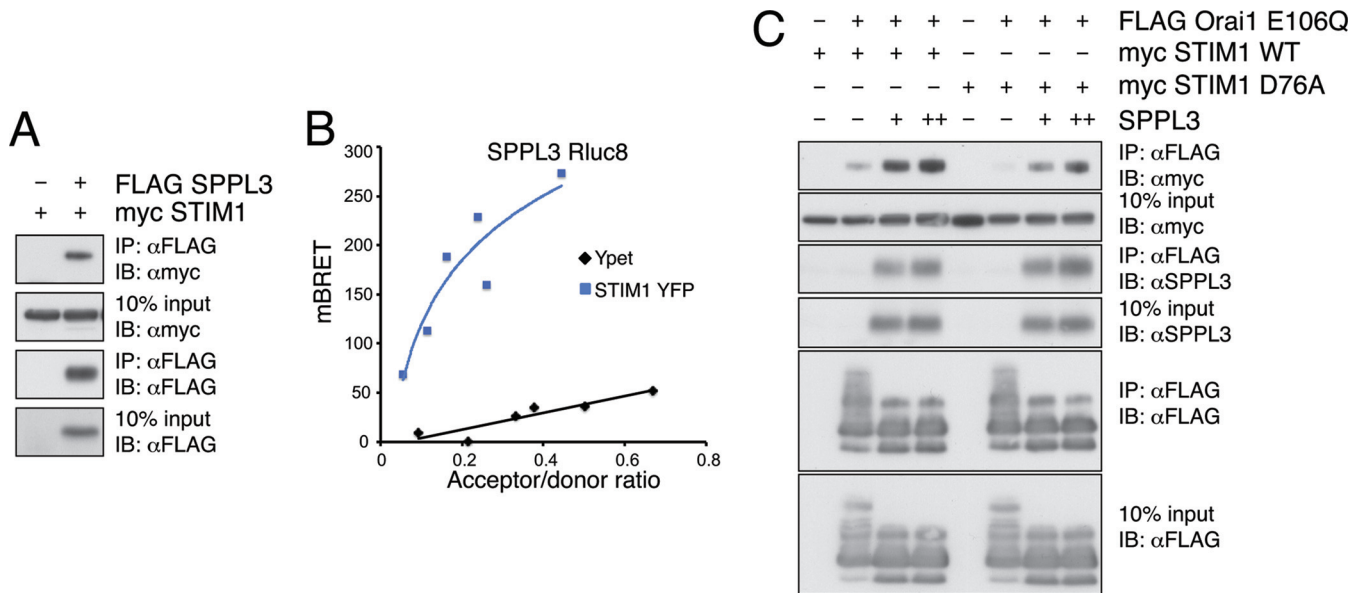 A
– + FLAG SPPL3
+ + myc STIM1
IP: αFLAG
IB: αmyc
10% input
IB: αmyc
IP: αFLAG
IB: αFLAG
10% input
IB: αFLAG
B
SPPL3 Rluc8
300
250
200
150
100
50
0
mBRET
Ypet
STIM1 YFP
0 0.2 0.4 0.6 0.8
Acceptor/donor ratio
C
– + + + – + + + FLAG Orai1 E106Q
+ + + + – – – – myc STIM1 WT
– – – – + + + + myc STIM1 D76A
– – + ++ – – + ++ SPPL3
IP: αFLAG
IB: αmyc
10% input
IB: αmyc
IP: αFLAG
IB: αSPPL3
10% input
IB: αSPPL3
IP: αFLAG
IB: αFLAG
10% input
IB: αFLAG